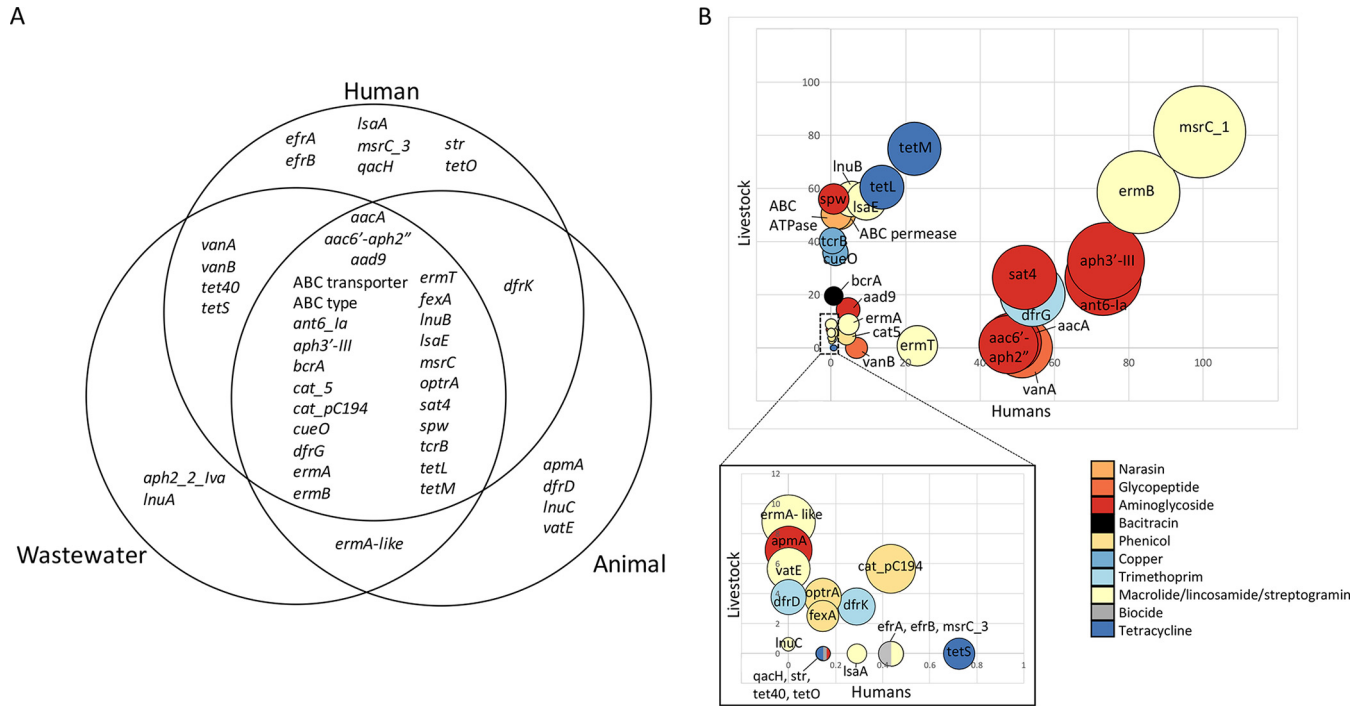 A
Human
efrA
efrB
lsaA
msrC_3
qacH
str
tetO
vanA
vanB
tet40
tetS
aacA
aac6’-aph2”
aad9
ABC transporter
ABC type
ant6_Ia
aph3’-III
bcrA
cat_5
cat_pC194
cueO
dfrG
ermA
ermB
ermT
fexA
lnuB
lsaE
msrC
optrA
sat4
spw
tcrB
tetL
tetM
dfrK
aph2_2_Iva
lnuA
apmA
dfrD
lnuC
vatE
Wastewater
ermA-like
Animal
B
Livestock
100
80
60
40
20
0
msrC_1
tetM
lnuB
tetL
ermB
spw
lsaE
ABC
ATPase
ABC permease
tcrB
cueO
aph3’-III
sat4
ant6-Ia
bcrA
aad9
dfrG
ermA
aacA
cat5
ermT
aac6’-
aph2”
vanB
vanA
0
20
40
60
80
100
Humans
Livestock
12
10
8
6
4
2
0
ermA- like
apmA
vatE
cat_pC194
dfrD
optrA
dfrK
fexA
efrA, efrB, msrC_3
lnuC
tetS
lsaA
qacH, str,
tet40, tetO
0
0.2
0.4
0.6
0.8
1
Humans
Narasin
Glycopeptide
Aminoglycoside
Bacitracin
Phenicol
Copper
Trimethoprim
Macrolide/lincosamide/streptogramin
Biocide
Tetracycline